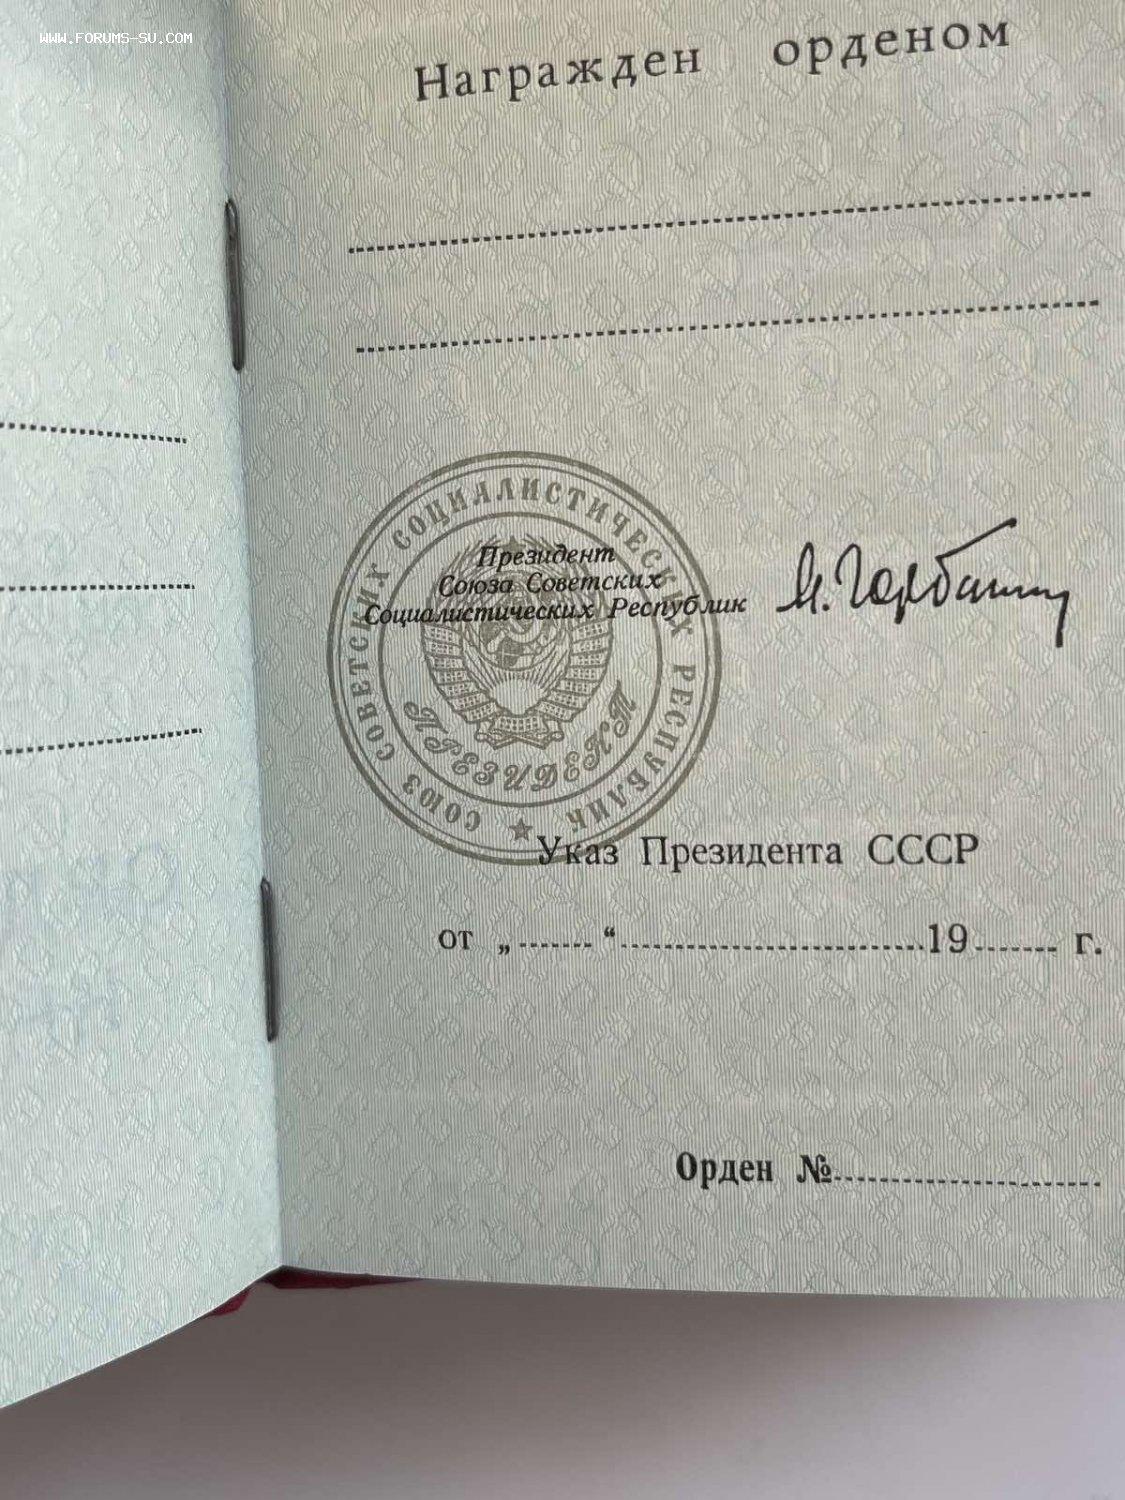 WWW.FORUMS-SU.COM
Награжден орденом
Президент
Союза Советских
Социалистических Республик
М. Горбачев
СОЮЗ СОВЕТСКИХ СОЦИАЛИСТИЧЕСКИХ РЕСПУБЛИК
ПРЕЗИДЕНТ
Указ Президента СССР
от „ ....... “ .............................. 19 ....... г.
Орден № ..........................